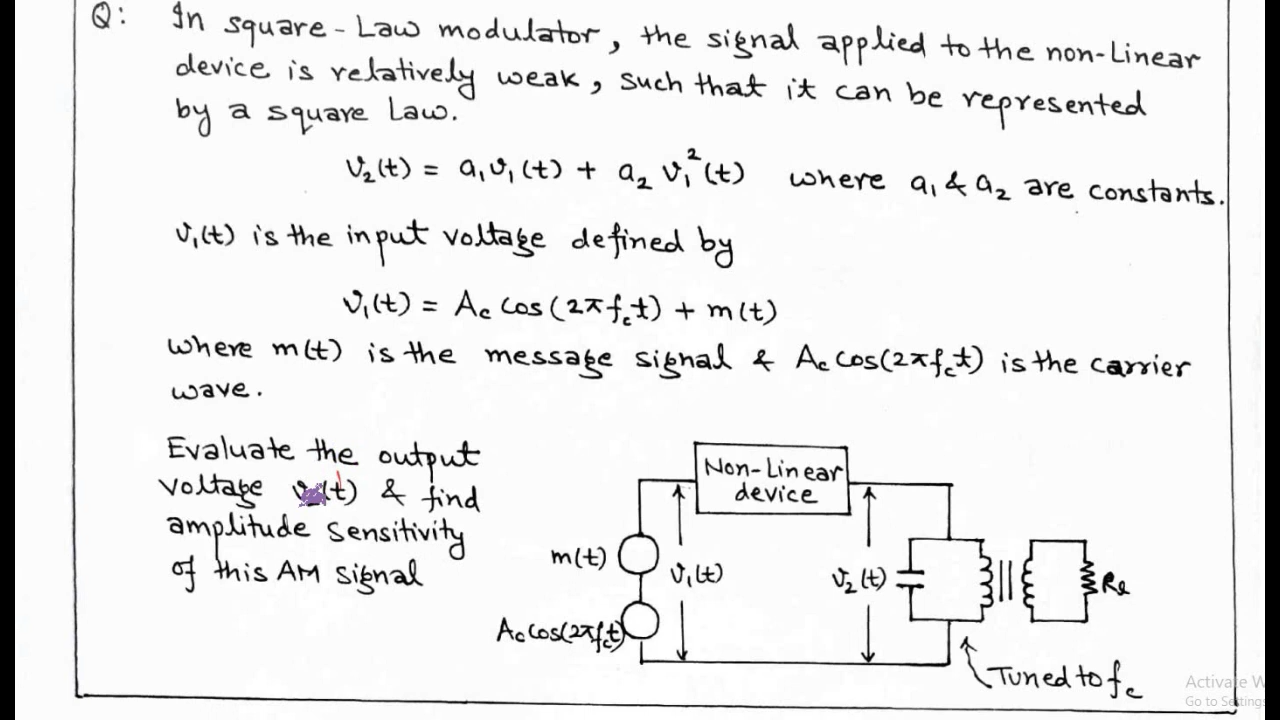 Q: In square-Law modulator, the signal applied to the non-Linear
device is relatively weak, such that it can be represented
by a square Law.
v₂(t) = a₁v₁(t) + a₂ v₁²(t) where a₁ & a₂ are constants.
v₁(t) is the input voltage defined by
v₁(t) = Ac cos(2πfct) + m(t)
where m(t) is the message signal & Ac cos(2πfct) is the carrier
wave.
Evaluate the output
voltage (t) & find
amplitude sensitivity
of this AM signal
Non-Linear
device
m(t)
v₁(t)
v₂(t)
Rl
Ac cos(2πfct)
Tuned to fc
Activate W
Go to Settings